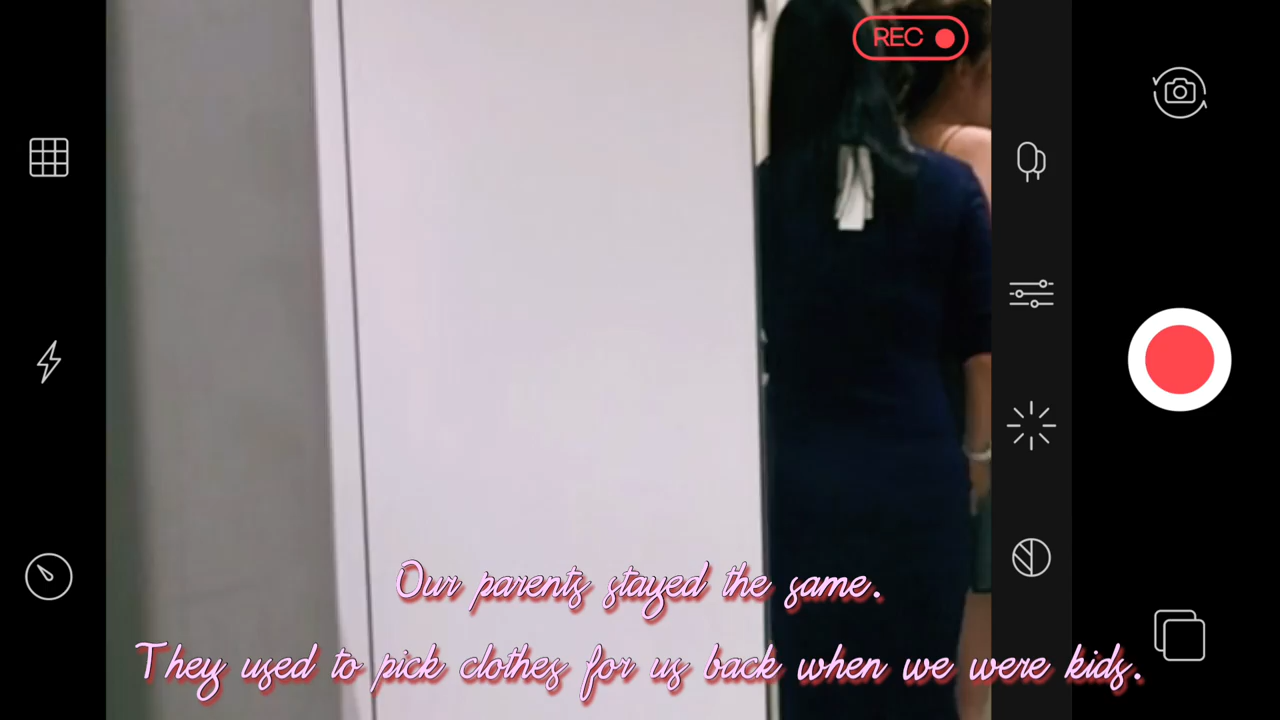 REC
Our parents stayed the same.
They used to pick clothes for us back when we were kids.